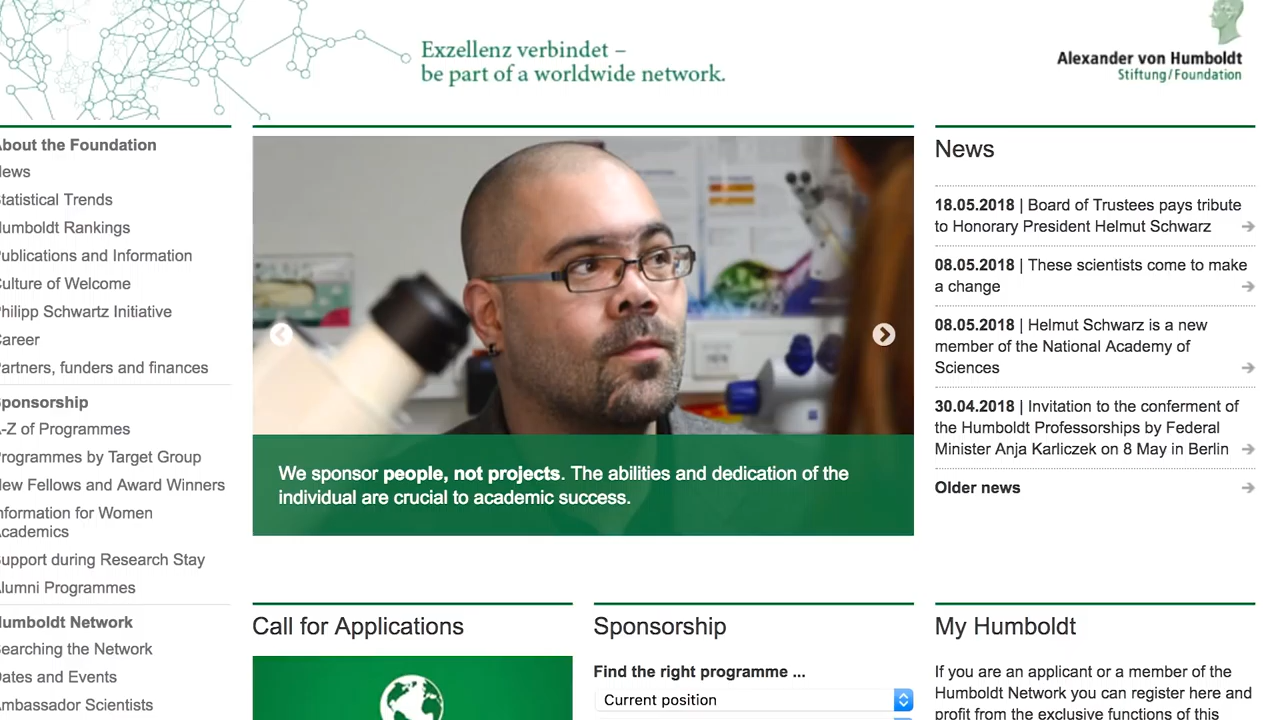 Exzellenz verbindet –
be part of a worldwide network.
Alexander von Humboldt
Stiftung/Foundation
bout the Foundation
ews
tatistical Trends
umboldt Rankings
ublications and Information
ulture of Welcome
hilipp Schwartz Initiative
areer
artners, funders and finances
ponsorship
-Z of Programmes
rogrammes by Target Group
ew Fellows and Award Winners
nformation for Women
cademics
upport during Research Stay
lumni Programmes
umboldt Network
earching the Network
ates and Events
mbassador Scientists
We sponsor people, not projects. The abilities and dedication of the
individual are crucial to academic success.
News
18.05.2018 | Board of Trustees pays tribute
to Honorary President Helmut Schwarz
08.05.2018 | These scientists come to make
a change
08.05.2018 | Helmut Schwarz is a new
member of the National Academy of
Sciences
30.04.2018 | Invitation to the conferment of
the Humboldt Professorships by Federal
Minister Anja Karliczek on 8 May in Berlin
Older news
Call for Applications
Sponsorship
Find the right programme ...
Current position
My Humboldt
If you are an applicant or a member of the
Humboldt Network you can register here and
profit from the exclusive functions of this